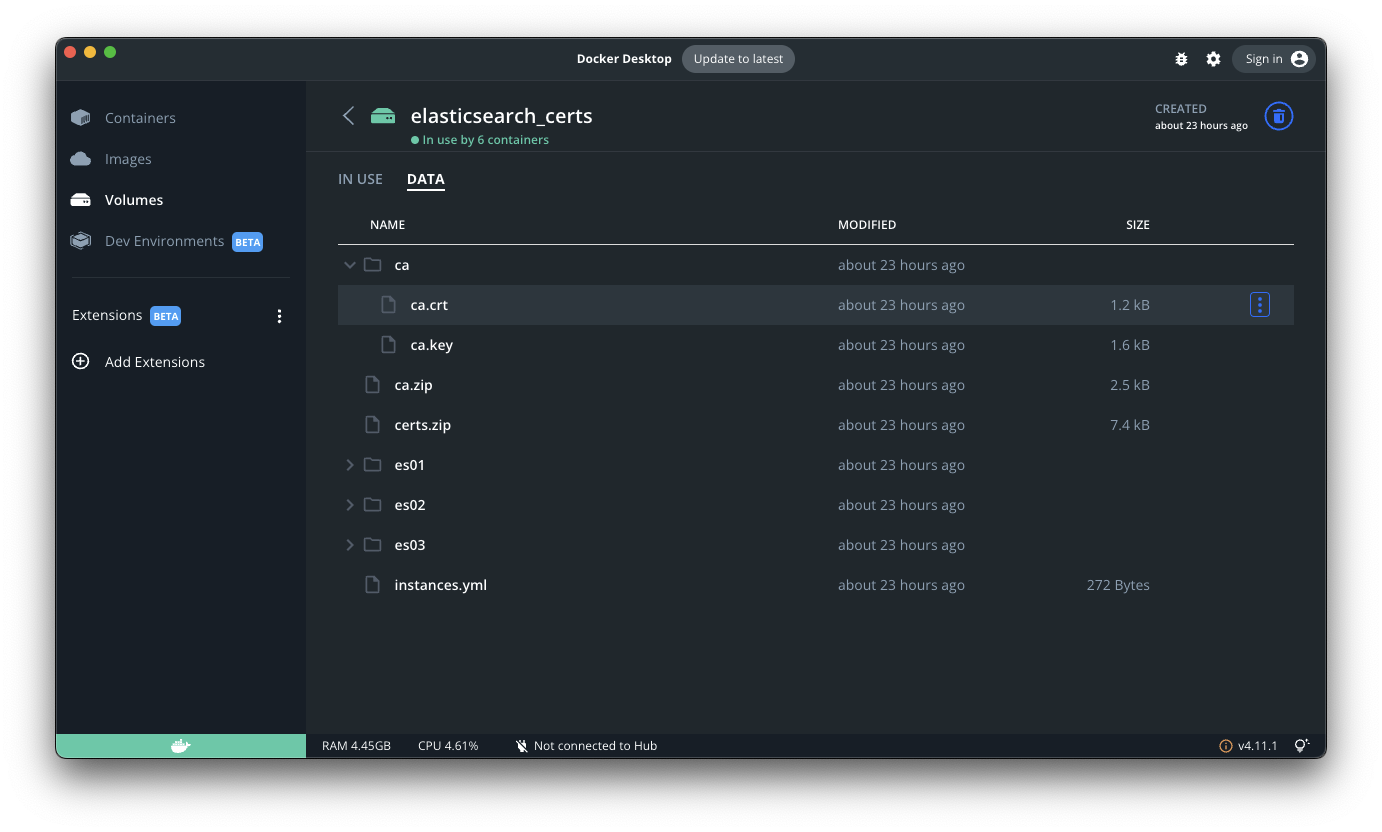 Docker Desktop Update to latest Sign in
Containers
Images
Volumes
Dev Environments BETA
Extensions BETA
Add Extensions
elasticsearch_certs
In use by 6 containers
CREATED
about 23 hours ago
IN USE DATA
NAME MODIFIED SIZE
ca about 23 hours ago
ca.crt about 23 hours ago 1.2 kB
ca.key about 23 hours ago 1.6 kB
ca.zip about 23 hours ago 2.5 kB
certs.zip about 23 hours ago 7.4 kB
es01 about 23 hours ago
es02 about 23 hours ago
es03 about 23 hours ago
instances.yml about 23 hours ago 272 Bytes
RAM 4.45GB CPU 4.61% Not connected to Hub v4.11.1